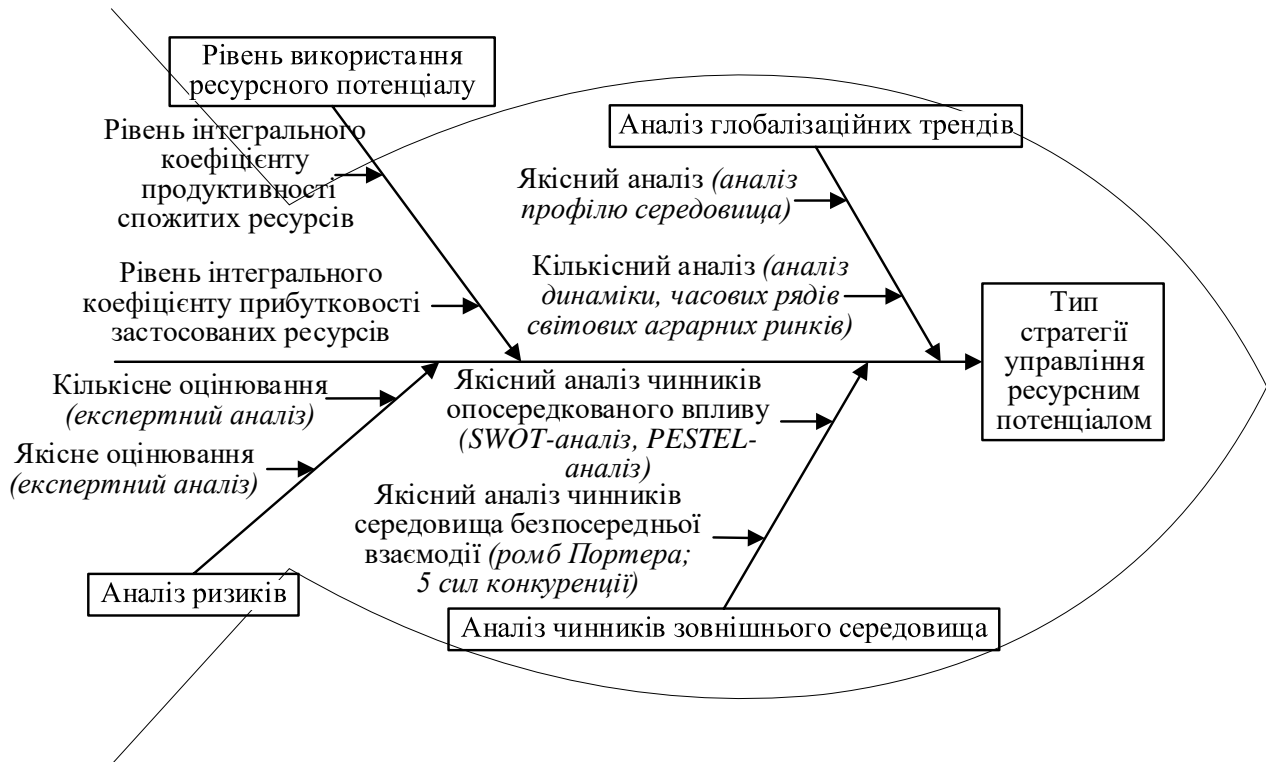 Рівень використання
ресурсного потенціалу
Рівень інтегрального
коефіцієнту
продуктивності
спожитих ресурсів
Рівень інтегрального
коефіцієнту прибутковості
застосованих ресурсів
Аналіз глобалізаційних трендів
Якісний аналіз (аналіз
профілю середовища)
Кількісний аналіз (аналіз
динаміки, часових рядів
світових аграрних ринків)
Тип
стратегії
управління
ресурсним
потенціалом
Кількісне оцінювання
(експертний аналіз)
Якісне оцінювання
(експертний аналіз)
Аналіз ризиків
Якісний аналіз чинників
опосередкованого впливу
(SWOT-аналіз, PESTEL-
аналіз)
Якісний аналіз чинників
середовища безпосередньої
взаємодії (ромб Портера;
5 сил конкуренції)
Аналіз чинників зовнішнього середовища